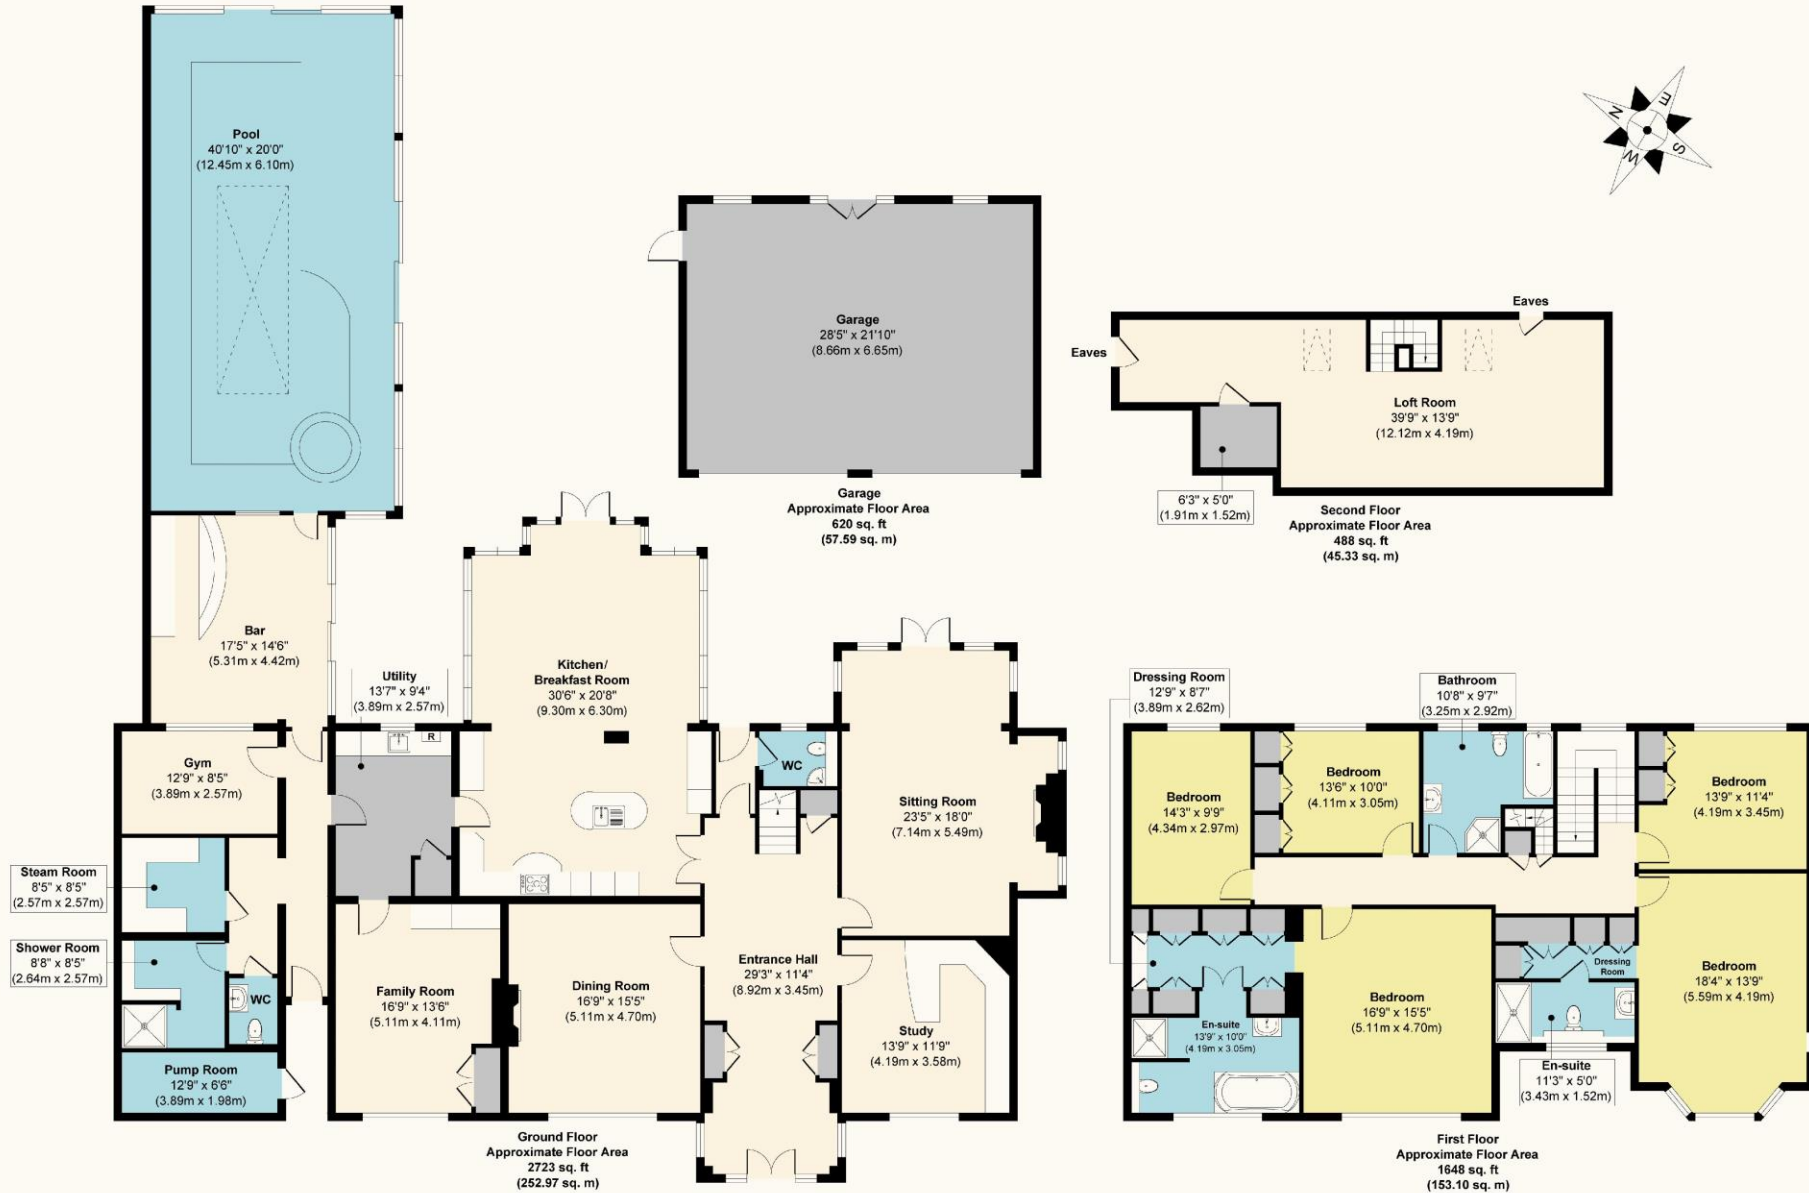 Pool
40'10" x 20'0"
(12.45m x 6.10m)
N
E
S
W
Garage
28'5" x 21'10"
(8.66m x 6.65m)
Garage
Approximate Floor Area
620 sq. ft
(57.59 sq. m)
Eaves
Eaves
Loft Room
39'9" x 13'9"
(12.12m x 4.19m)
6'3" x 5'0"
(1.91m x 1.52m)
Second Floor
Approximate Floor Area
488 sq. ft
(45.33 sq. m)
Bar
17'5" x 14'6"
(5.31m x 4.42m)
Utility
13'7" x 9'4"
(3.89m x 2.57m)
R
Kitchen/
Breakfast Room
30'6" x 20'8"
(9.30m x 6.30m)
WC
Sitting Room
23'5" x 18'0"
(7.14m x 5.49m)
Gym
12'9" x 8'5"
(3.89m x 2.57m)
Steam Room
8'5" x 8'5"
(2.57m x 2.57m)
Shower Room
8'8" x 8'5"
(2.64m x 2.57m)
WC
Pump Room
12'9" x 6'6"
(3.89m x 1.98m)
Family Room
16'9" x 13'6"
(5.11m x 4.11m)
Dining Room
16'9" x 15'5"
(5.11m x 4.70m)
Entrance Hall
29'3" x 11'4"
(8.92m x 3.45m)
Study
13'9" x 11'9"
(4.19m x 3.58m)
Ground Floor
Approximate Floor Area
2723 sq. ft
(252.97 sq. m)
Dressing Room
12'9" x 8'7"
(3.89m x 2.62m)
Bathroom
10'8" x 9'7"
(3.25m x 2.92m)
Bedroom
14'3" x 9'9"
(4.34m x 2.97m)
Bedroom
13'6" x 10'0"
(4.11m x 3.05m)
Bedroom
13'9" x 11'4"
(4.19m x 3.45m)
Dressing
Room
Bedroom
18'4" x 13'9"
(5.59m x 4.19m)
Bedroom
16'9" x 15'5"
(5.11m x 4.70m)
En-suite
13'9" x 10'0"
(4.19m x 3.05m)
En-suite
11'3" x 5'0"
(3.43m x 1.52m)
First Floor
Approximate Floor Area
1648 sq. ft
(153.10 sq. m)